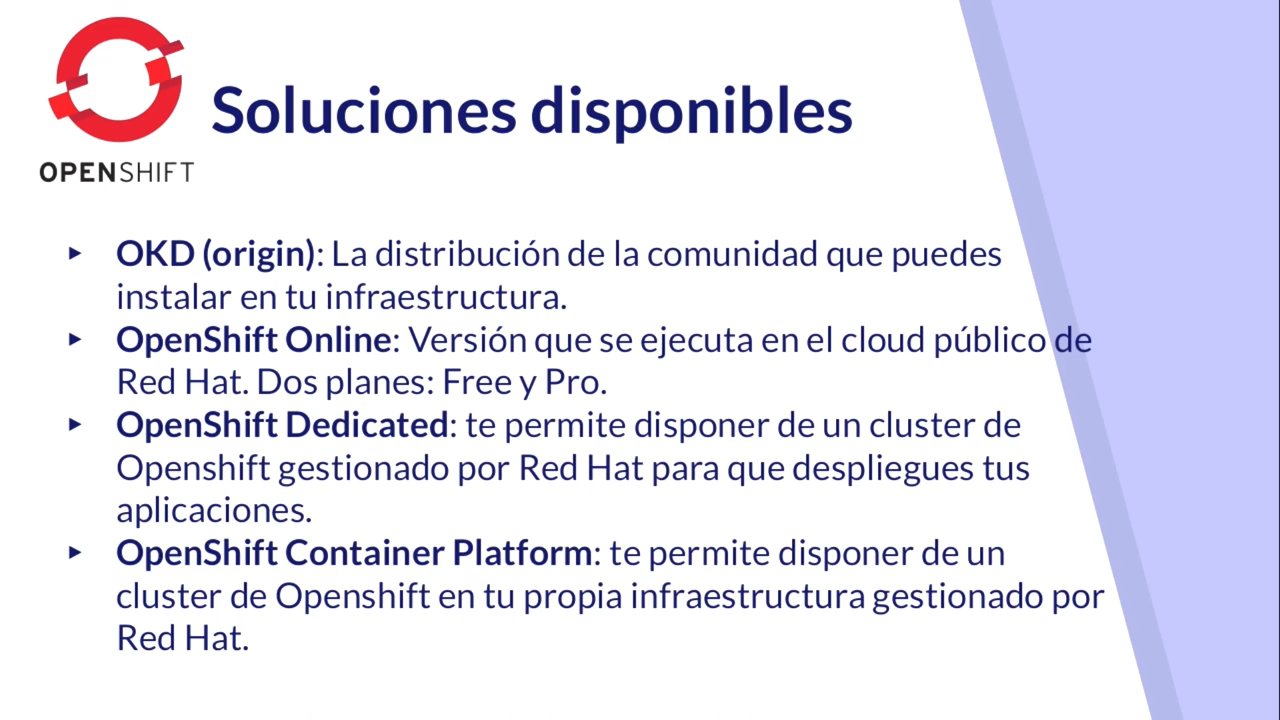 OPENSHIFT
Soluciones disponibles
▸ OKD (origin): La distribución de la comunidad que puedes
instalar en tu infraestructura.
▸ OpenShift Online: Versión que se ejecuta en el cloud público de
Red Hat. Dos planes: Free y Pro.
▸ OpenShift Dedicated: te permite disponer de un cluster de
Openshift gestionado por Red Hat para que despliegues tus
aplicaciones.
▸ OpenShift Container Platform: te permite disponer de un
cluster de Openshift en tu propia infraestructura gestionado por
Red Hat.